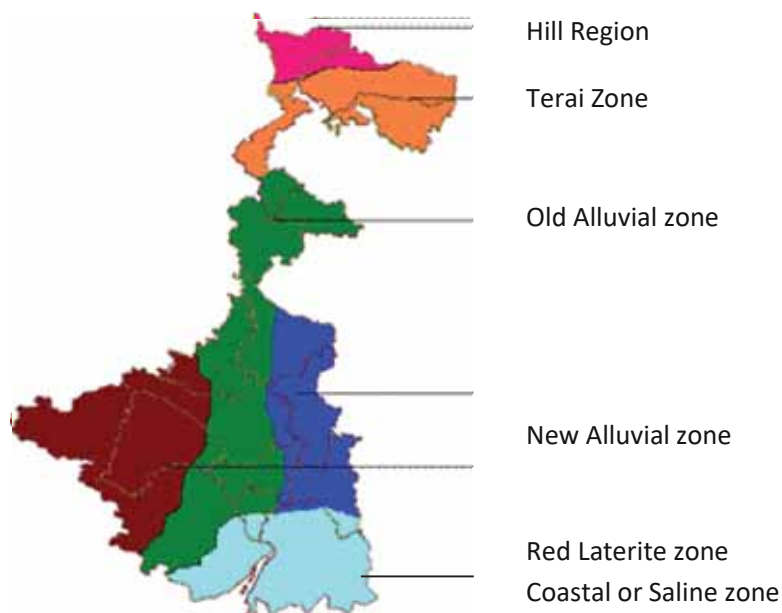 Hill Region
Terai Zone
Old Alluvial zone
New Alluvial zone
Red Laterite zone
Coastal or Saline zone